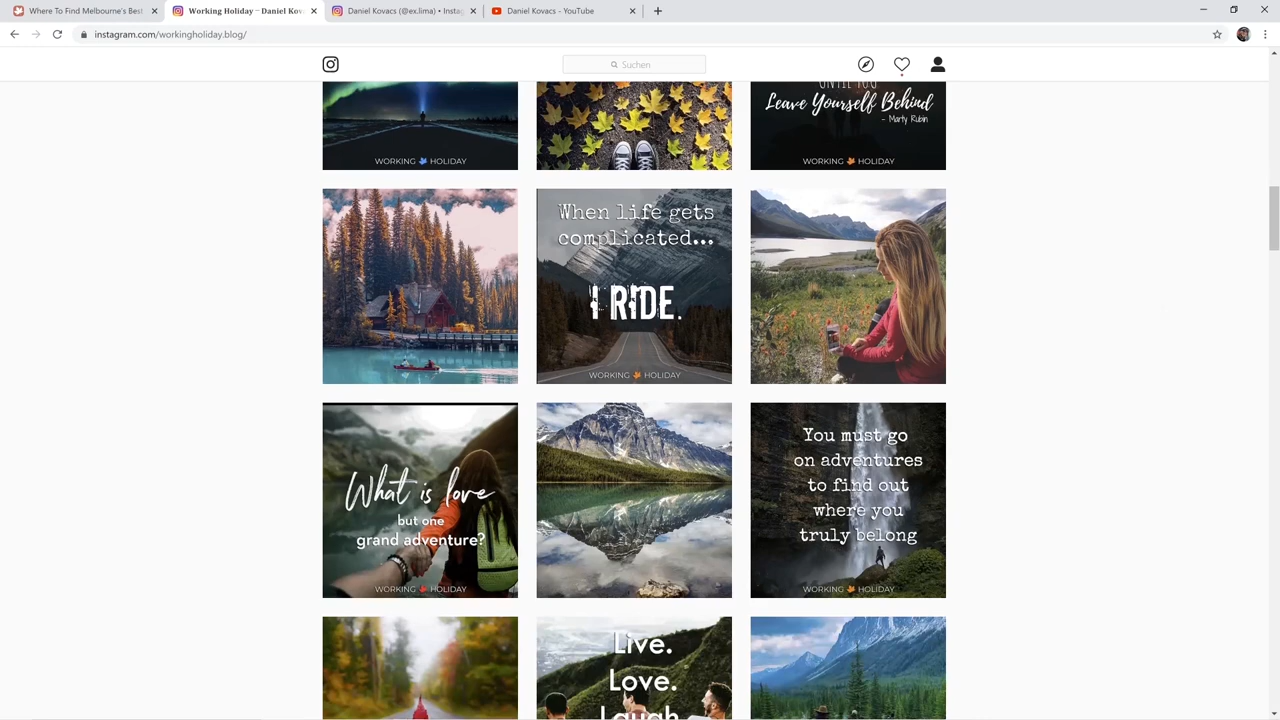 Where To Find Melbourne's Best
Working Holiday – Daniel Kov
Daniel Kovacs (@ex.lima) • Insta
Daniel Kovacs - YouTube
instagram.com/workingholiday.blog/
Suchen
Leave Yourself Behind
- Marty Rubin
WORKING HOLIDAY
WORKING HOLIDAY
When life gets
complicated...
I RIDE.
WORKING HOLIDAY
What is love
but one
grand adventure?
WORKING HOLIDAY
You must go
on adventures
to find out
where you
truly belong
WORKING HOLIDAY
Live.
Love.
Laugh